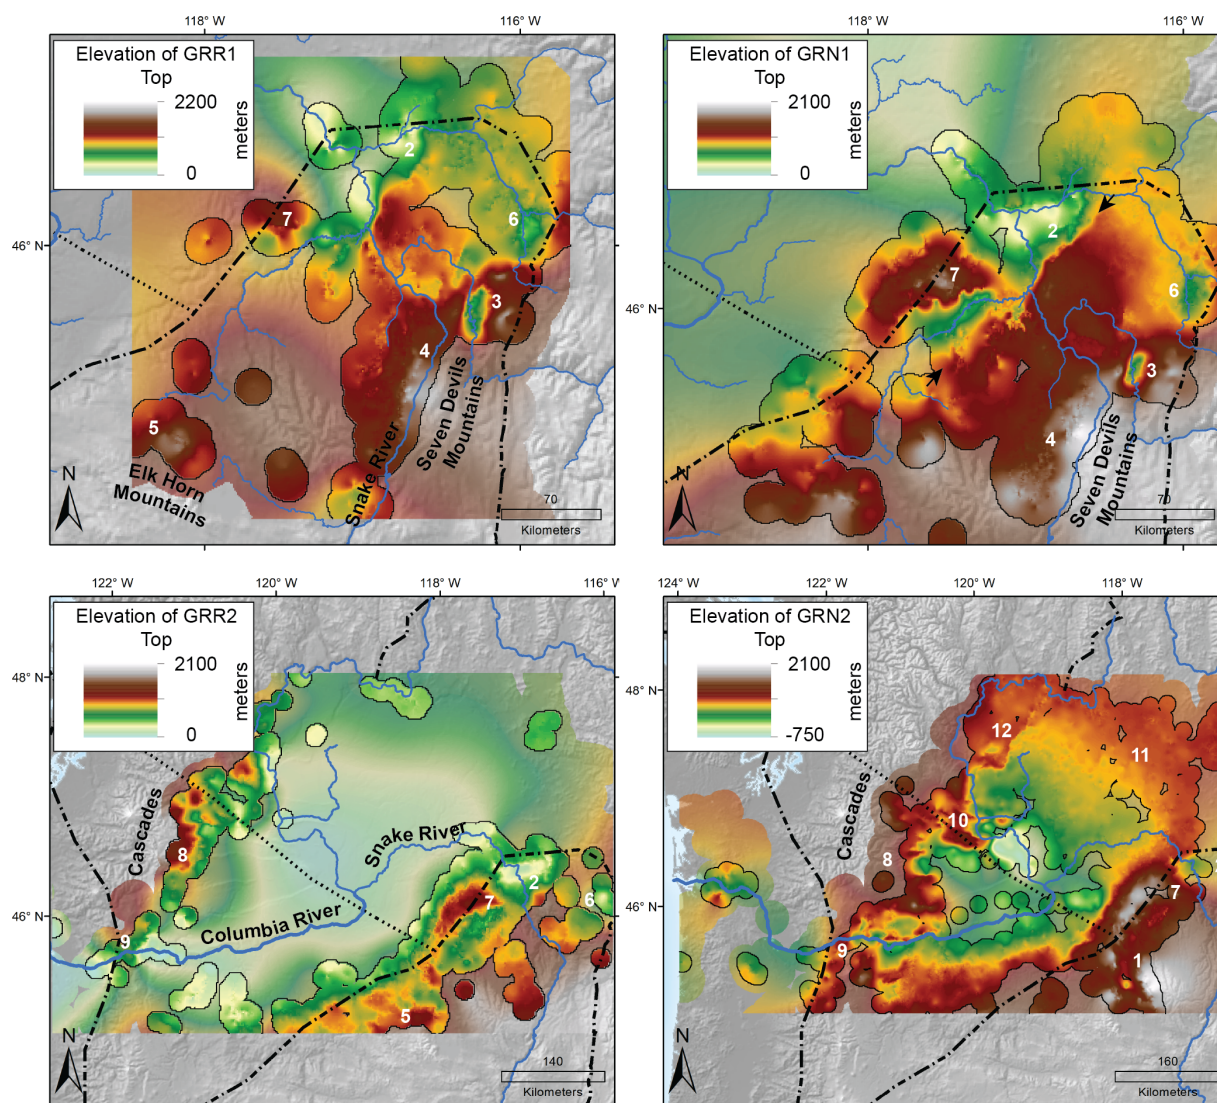 118° W
116° W
Elevation of GRR1
Top
2200
0
meters
46° N
2
7
6
3
4
5
Snake River
Seven Devils
Mountains
Elk Horn
Mountains
N
70
Kilometers
118° W
116° W
Elevation of GRN1
Top
2100
0
meters
46° N
2
7
6
3
4
Seven Devils
Mountains
N
70
Kilometers
122° W
120° W
118° W
116° W
Elevation of GRR2
Top
2100
0
meters
48° N
46° N
Cascades
8
Snake River
2
7
6
Columbia River
9
5
N
140
Kilometers
124° W
122° W
120° W
118° W
Elevation of GRN2
Top
2100
-750
meters
48° N
46° N
12
11
Cascades
10
8
7
9
1
N
160
Kilometers